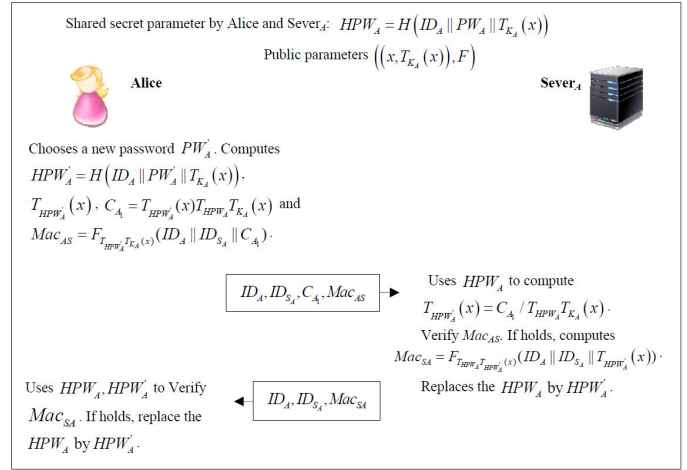 Shared secret parameter by Alice and Sever_A: HPW_A = H(ID_A || PW_A || T_{K_A}(x))
Public parameters ((x, T_{K_A}(x)), F)
Alice
Sever_A
Chooses a new password PW'_A. Computes
HPW'_A = H(ID_A || PW'_A || T_{K_A}(x)),
T_{HPW'_A}(x), C_{A_1} = T_{HPW'_A}(x)T_{HPW_A}T_{K_A}(x) and
Mac_{AS} = F_{T_{HPW'_A}T_{K_A}(x)}(ID_A || ID_{S_A} || C_{A_1}).
ID_A, ID_{S_A}, C_{A_1}, Mac_{AS}
Uses HPW_A to compute
T_{HPW'_A}(x) = C_{A_1} / T_{HPW_A}T_{K_A}(x).
Verify Mac_{AS}. If holds, computes
Mac_{SA} = F_{T_{HPW_A}T_{HPW'_A}(x)}(ID_A || ID_{S_A} || T_{HPW'_A}(x)).
Replaces the HPW_A by HPW'_A.
Uses HPW_A, HPW'_A to Verify
Mac_{SA}. If holds, replace the
HPW_A by HPW'_A.
ID_A, ID_{S_A}, Mac_{SA}